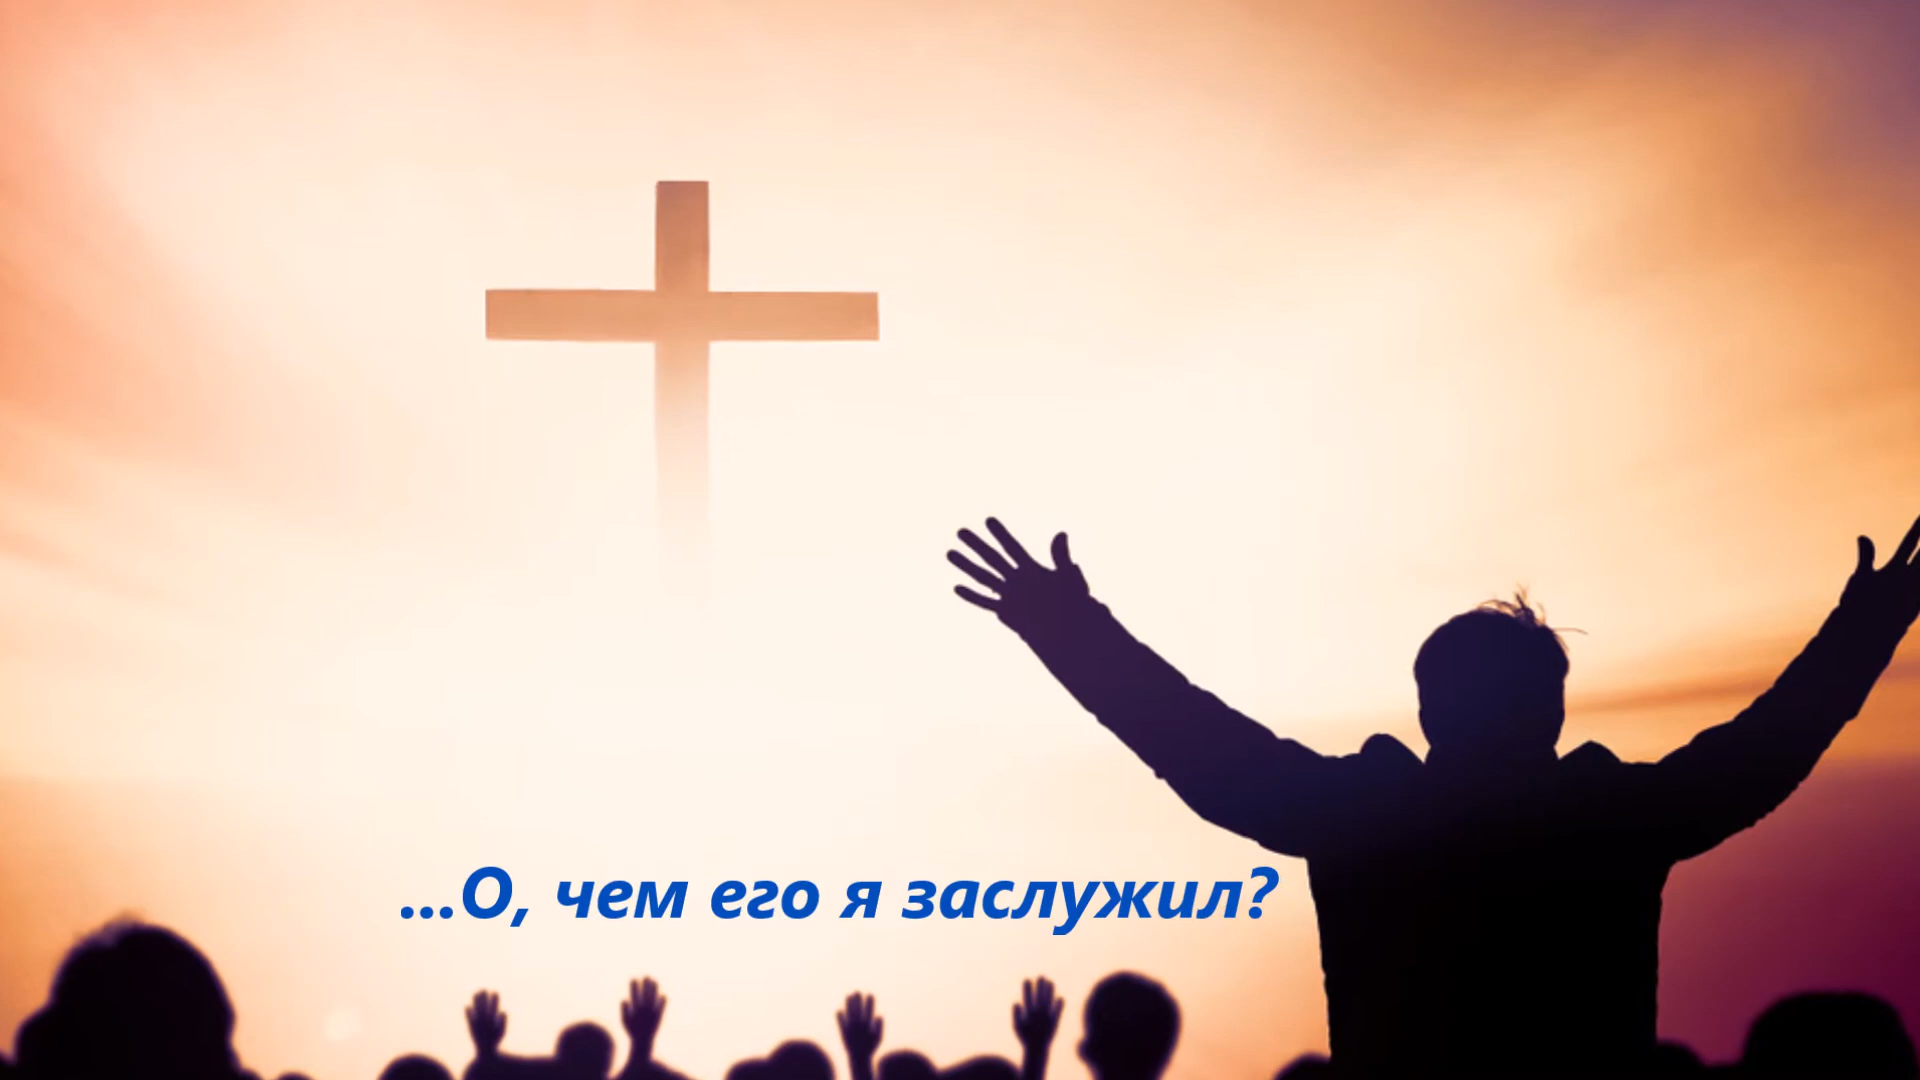 ...О, чем его я заслужил?